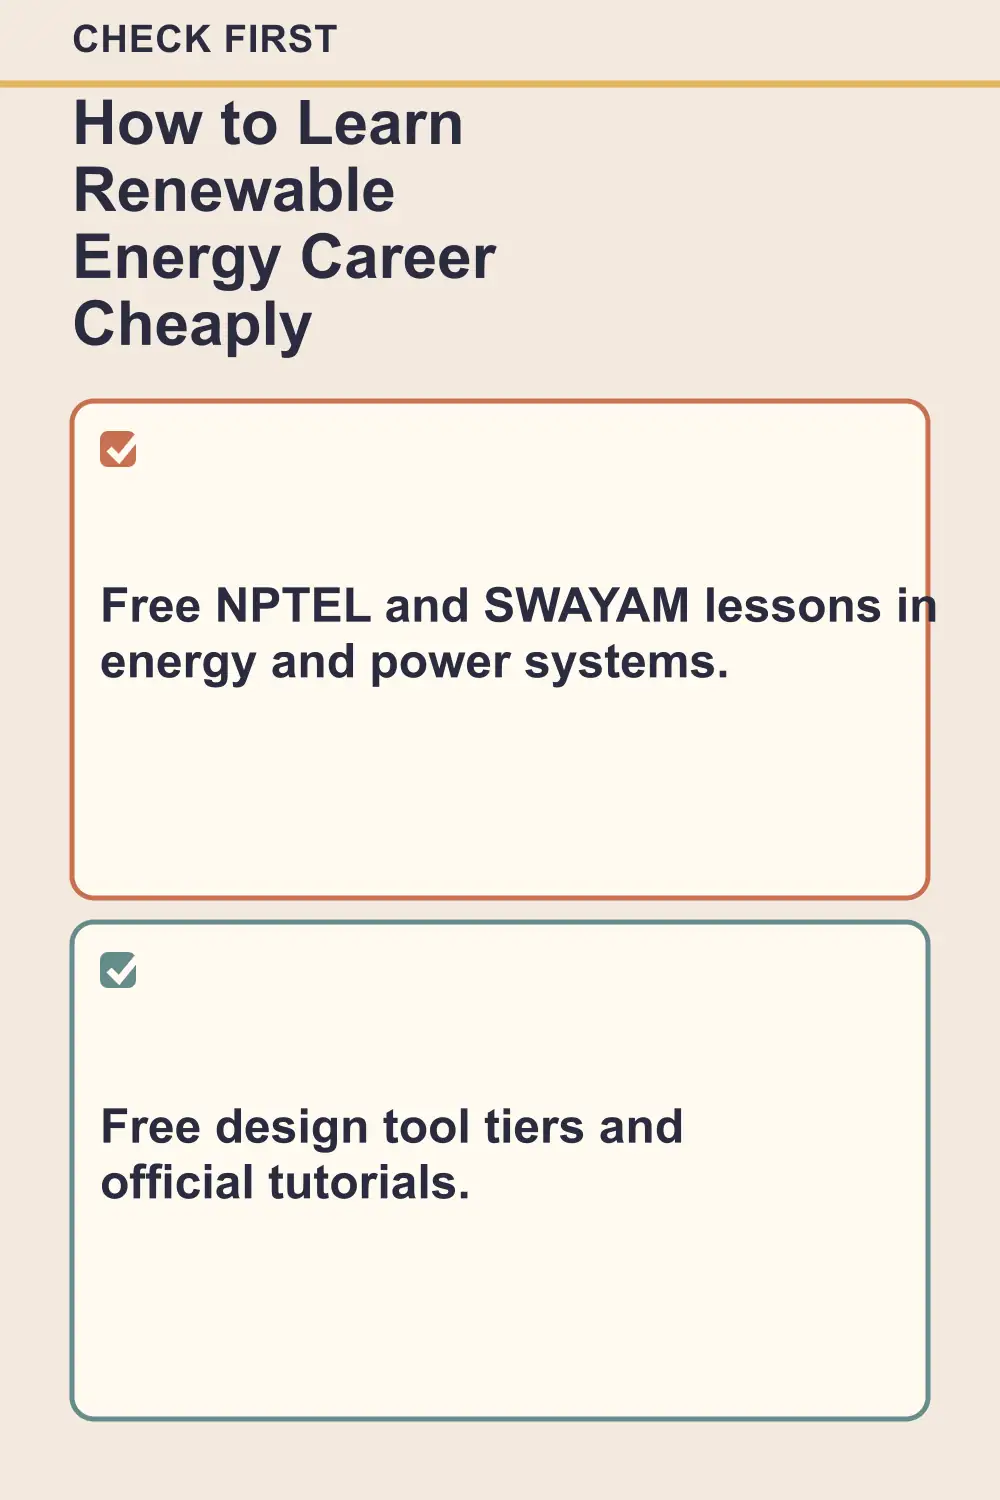 CHECK FIRST
How to Learn
Renewable
Energy Career
Cheaply
Free NPTEL and SWAYAM lessons in
energy and power systems.
Free design tool tiers and
official tutorials.